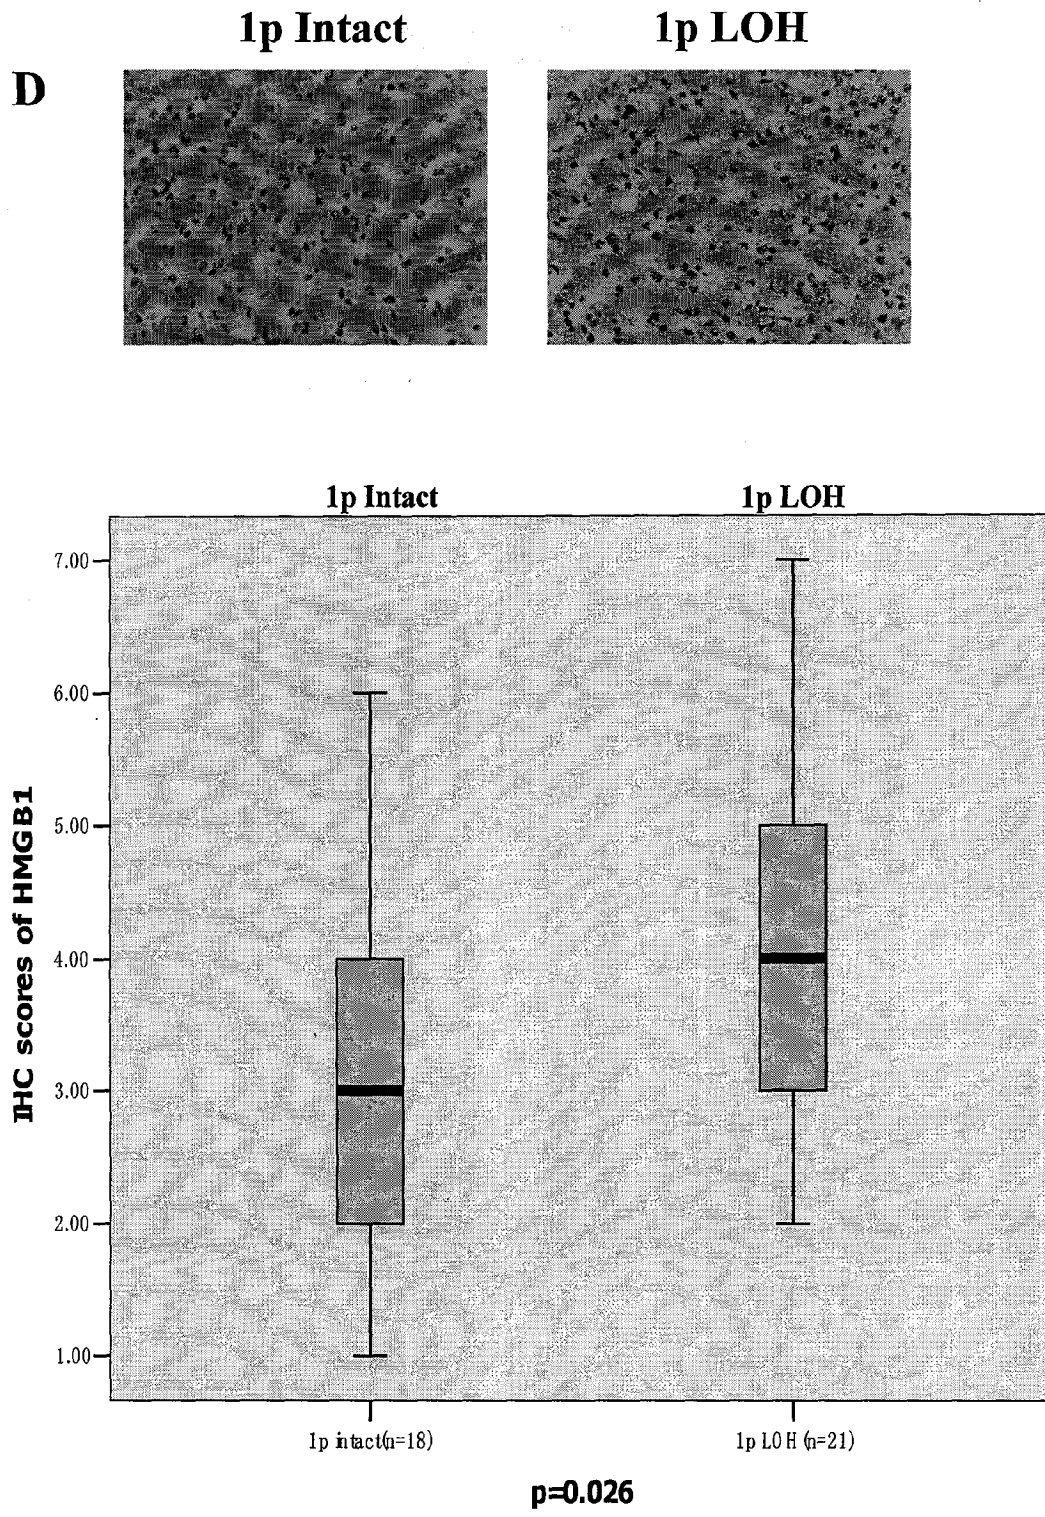 1p Intact 1p LOH
D
1p Intact 1p LOH
7.00
6.00
5.00
4.00
3.00
2.00
1.00
IHC scores of HMGB1
1p intact(n=18) 1p LOH (n=21)
p=0.026